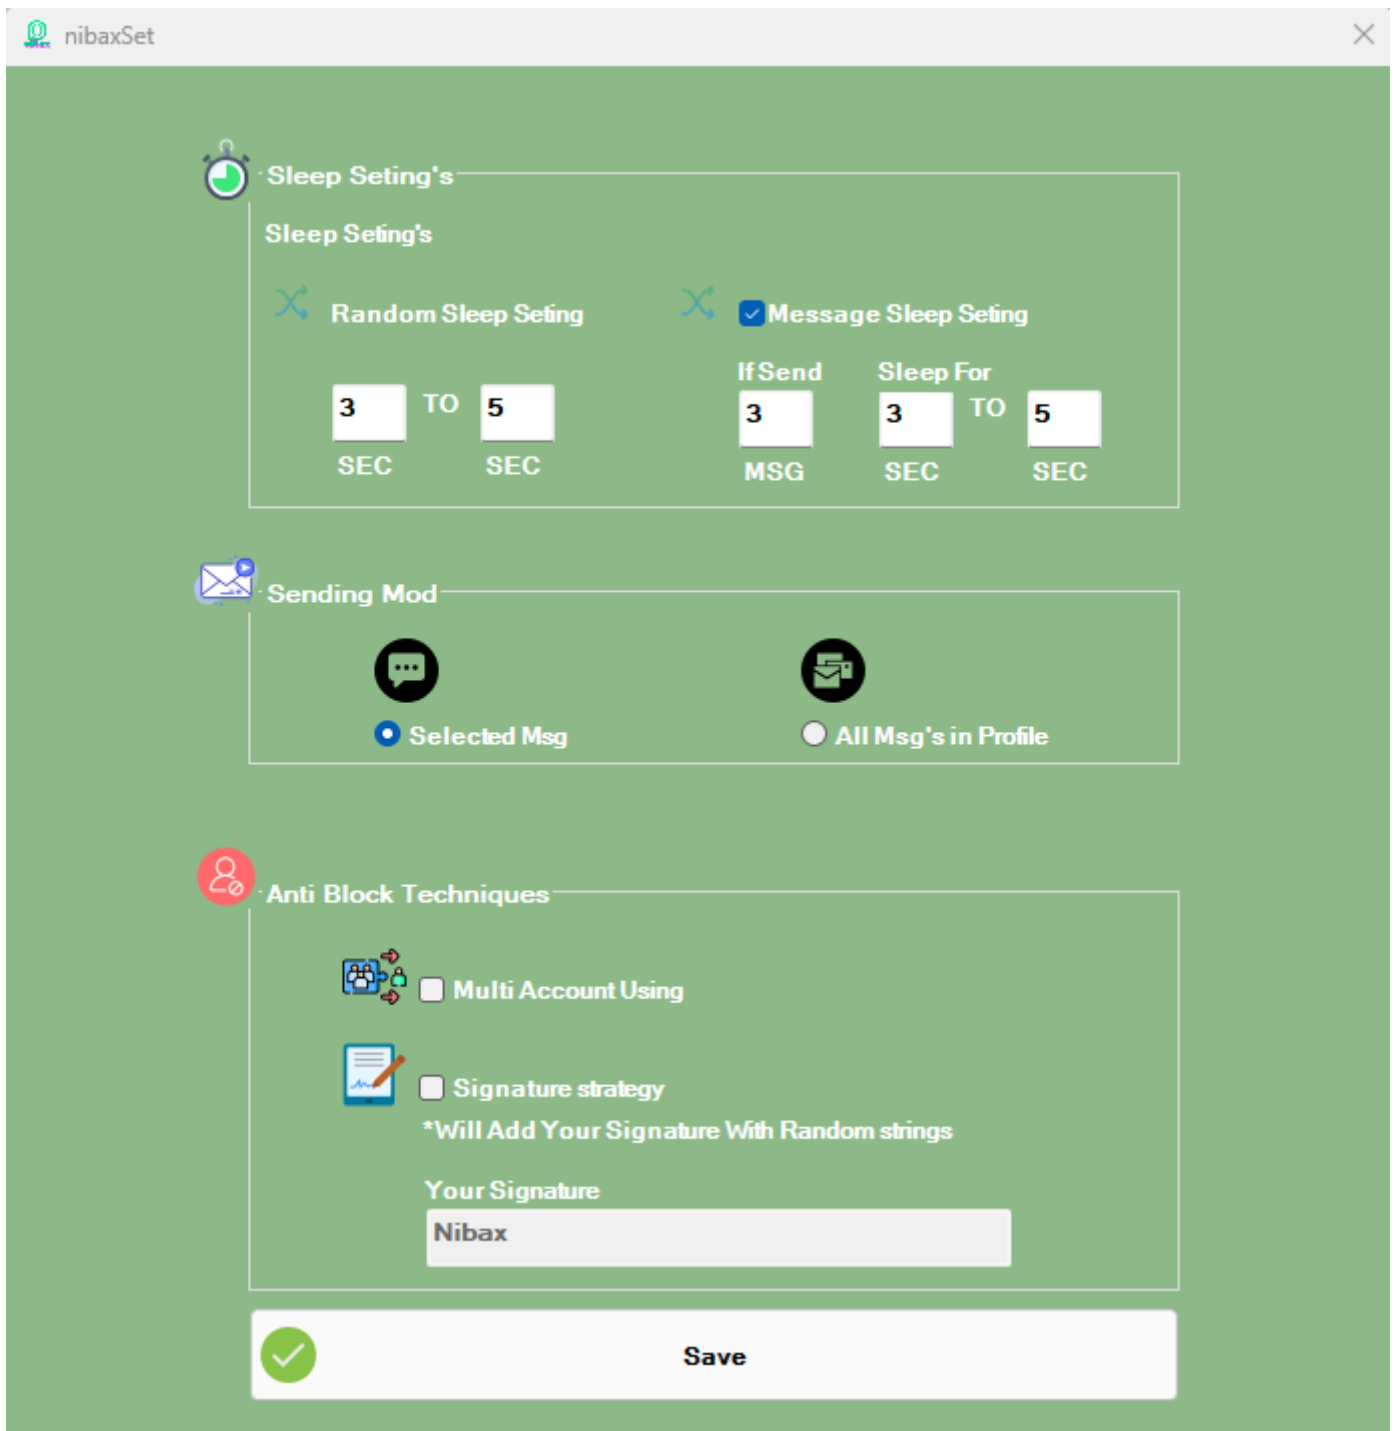 nibaxSet
Sleep Seting's
Sleep Seting's
Random Sleep Seting
Message Sleep Seting
If Send
Sleep For
3
TO
5
3
3
TO
5
SEC
SEC
MSG
SEC
SEC
Sending Mod
Selected Msg
All Msg's in Profile
Anti Block Techniques
Multi Account Using
Signature strategy
*Will Add Your Signature With Random strings
Your Signature
Nibax
Save